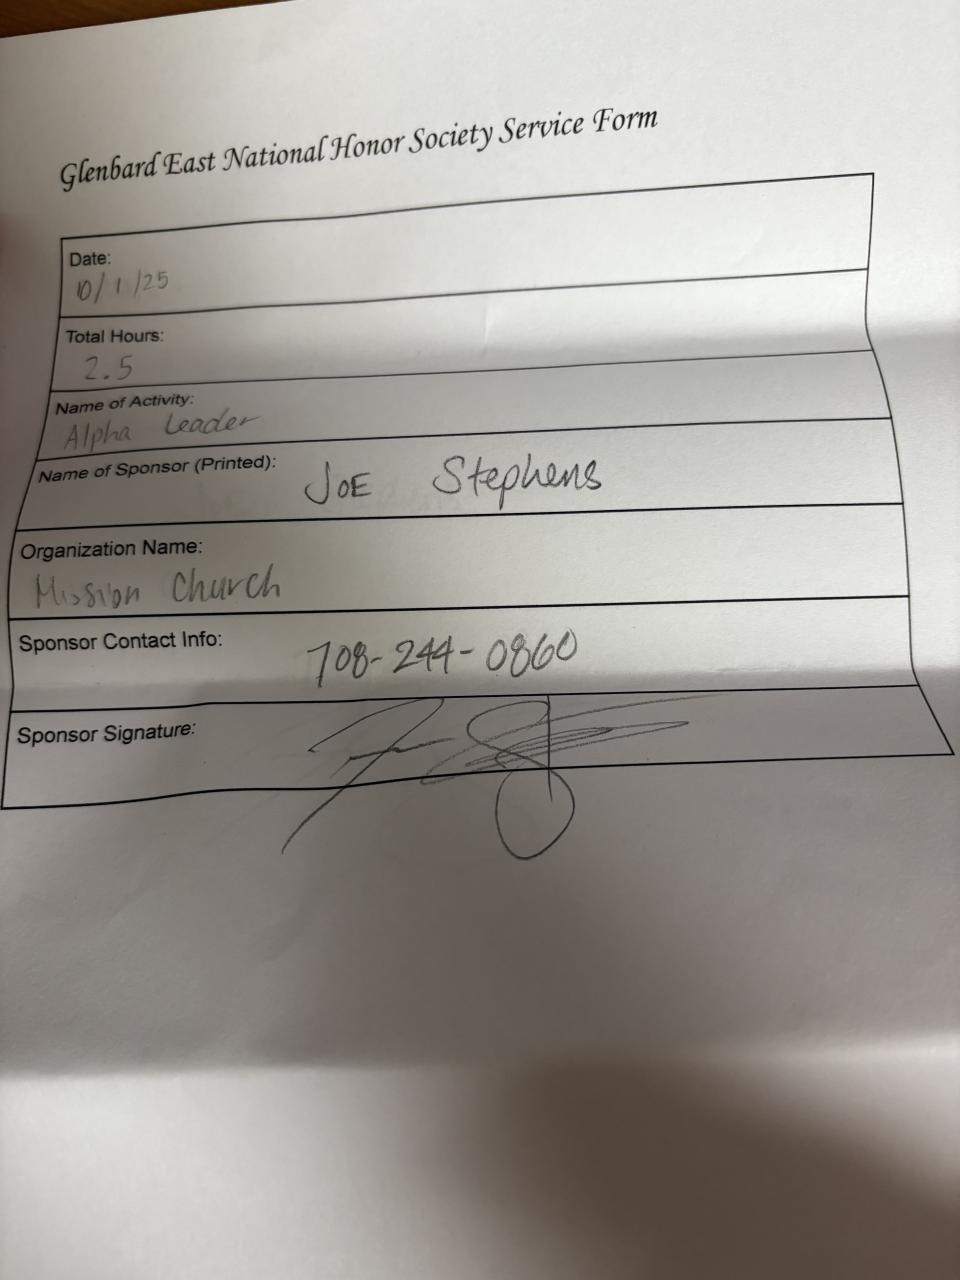 Glenbard East National Honor Society Service Form
Date:
10/1/25
Total Hours:
2.5
Name of Activity:
Alpha Leader
Name of Sponsor (Printed): JOE Stephens
Organization Name:
Mission Church
Sponsor Contact Info: 708-244-0860
Sponsor Signature: